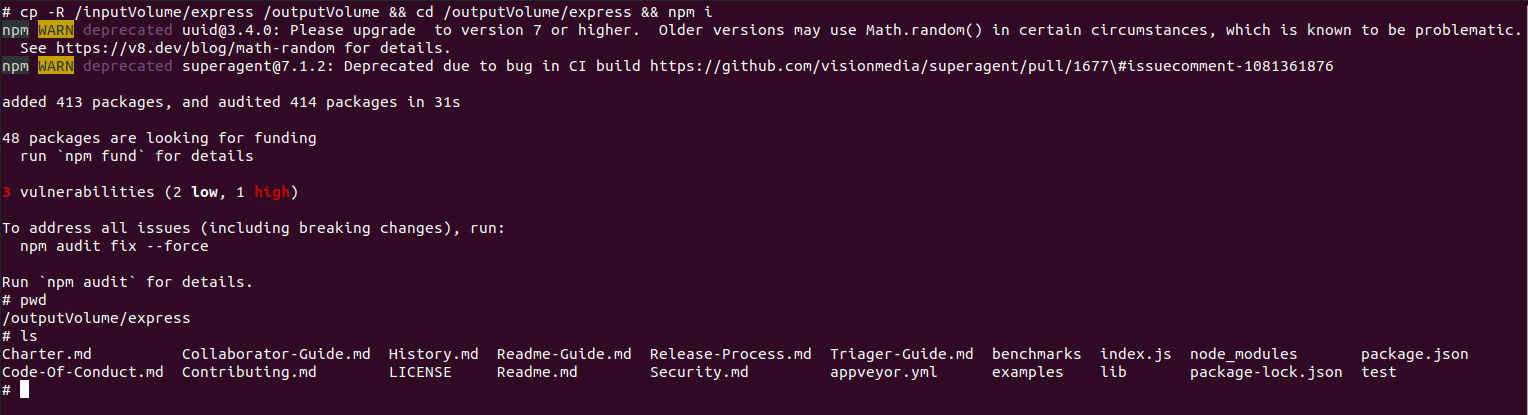 # cp -R /inputVolume/express /outputVolume && cd /outputVolume/express && npm i
npm WARN deprecated uuid@3.4.0: Please upgrade  to version 7 or higher.  Older versions may use Math.random() in certain circumstances, which is known to be problematic.
  See https://v8.dev/blog/math-random for details.
npm WARN deprecated superagent@7.1.2: Deprecated due to bug in CI build https://github.com/visionmedia/superagent/pull/1677\#issuecomment-1081361876

added 413 packages, and audited 414 packages in 31s

48 packages are looking for funding
  run `npm fund` for details

3 vulnerabilities (2 low, 1 high)

To address all issues (including breaking changes), run:
  npm audit fix --force

Run `npm audit` for details.
# pwd
/outputVolume/express
# ls
Charter.md          Collaborator-Guide.md  History.md  Readme-Guide.md  Release-Process.md  Triager-Guide.md  benchmarks  index.js  node_modules       package.json
Code-Of-Conduct.md  Contributing.md        LICENSE     Readme.md        Security.md         appveyor.yml      examples    lib       package-lock.json  test
#